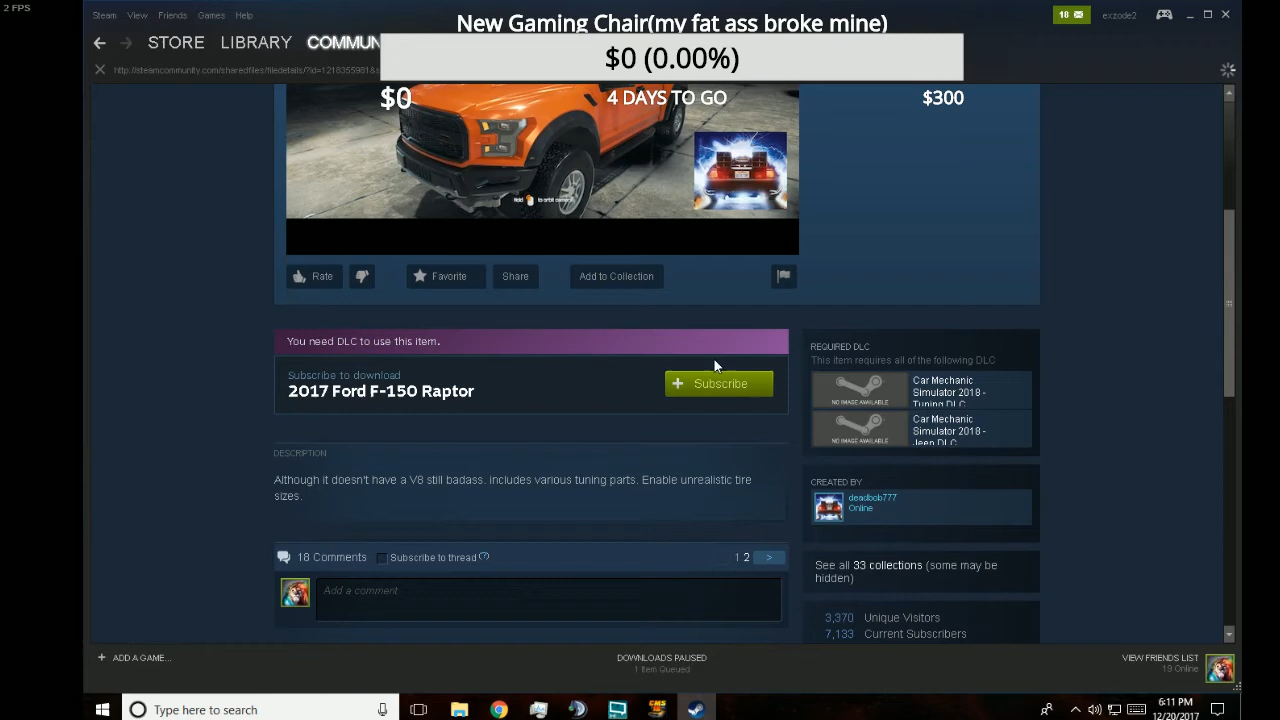 2 FPS
Steam View Friends Games Help
New Gaming Chair(my fat ass broke mine)
18
exzode2
STORE LIBRARY COMMUN
$0 (0.00%)
$0
4 DAYS TO GO
$300
You need DLC to use this item.
Subscribe to download
2017 Ford F-150 Raptor
+ Subscribe
Rate
Favorite
Share
Add to Collection
REQUIRED DLC
This item requires all of the following DLC
NO IMAGE AVAILABLE
Car Mechanic
Simulator 2018 -
Tuning DLC
NO IMAGE AVAILABLE
Car Mechanic
Simulator 2018 -
Jeep DLC
DESCRIPTION
Although it doesn't have a V8 still badass. includes various tuning parts. Enable unrealistic tire
sizes.
CREATED BY
deadbob777
Online
18 Comments Subscribe to thread
1 2 >
Add a comment
See all 33 collections (some may be
hidden)
3,370 Unique Visitors
7,133 Current Subscribers
+ ADD A GAME...
DOWNLOADS PAUSED
1 Item Queued
VIEW FRIENDS LIST
19 Online
Type here to search
6:11 PM
12/20/2017